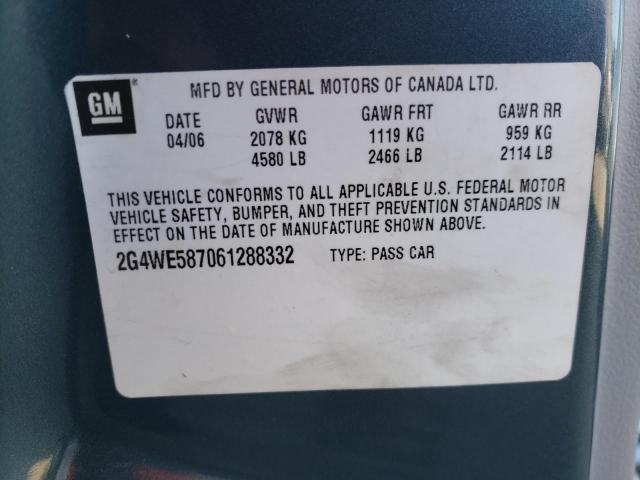 GM
MFD BY GENERAL MOTORS OF CANADA LTD.
DATE GVWR GAWR FRT GAWR RR
04/06 2078 KG 1119 KG 959 KG
4580 LB 2466 LB 2114 LB
THIS VEHICLE CONFORMS TO ALL APPLICABLE U.S. FEDERAL MOTOR
VEHICLE SAFETY, BUMPER, AND THEFT PREVENTION STANDARDS IN
EFFECT ON THE DATE OF MANUFACTURE SHOWN ABOVE.
2G4WE587061288332 TYPE: PASS CAR